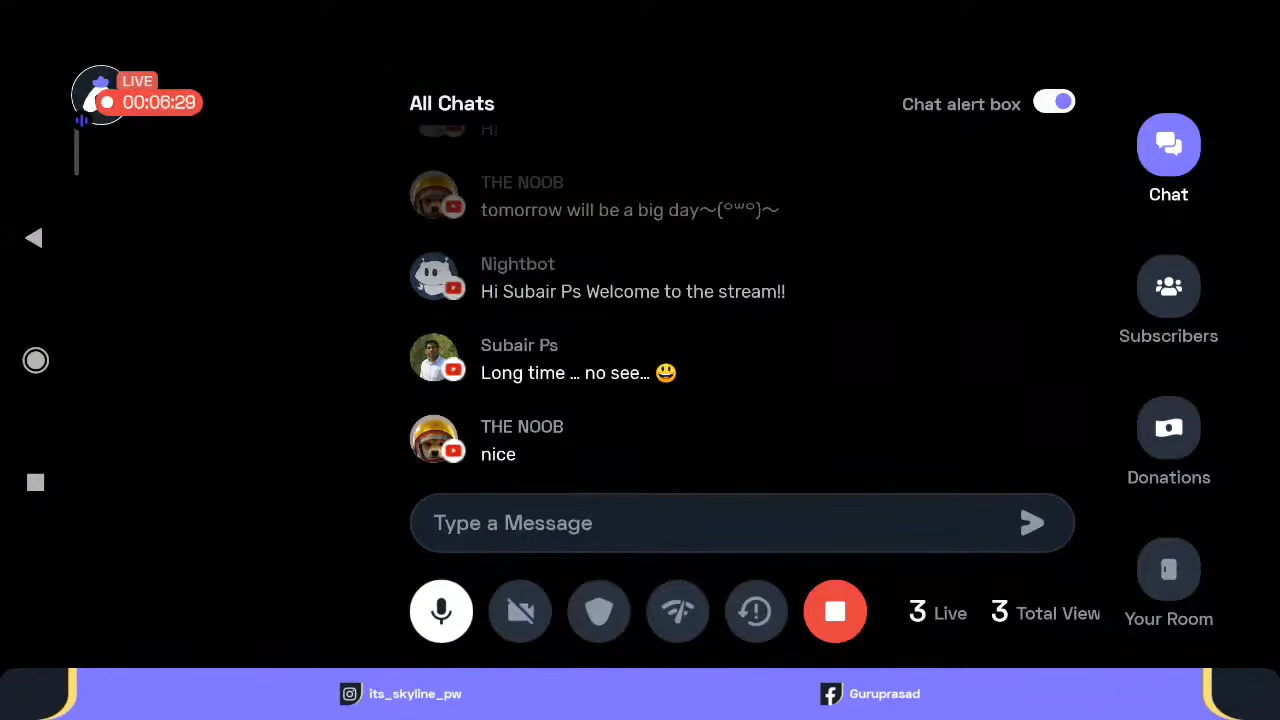 LIVE
00:06:29
All Chats
Chat alert box
Hi
THE NOOB
tomorrow will be a big day～(°ʷ°)～
Nightbot
Hi Subair Ps Welcome to the stream!!
Subair Ps
Long time … no see… 😃
THE NOOB
nice
Type a Message
3 Live 3 Total View
Chat
Subscribers
Donations
Your Room
its_skyline_pw
Guruprasad